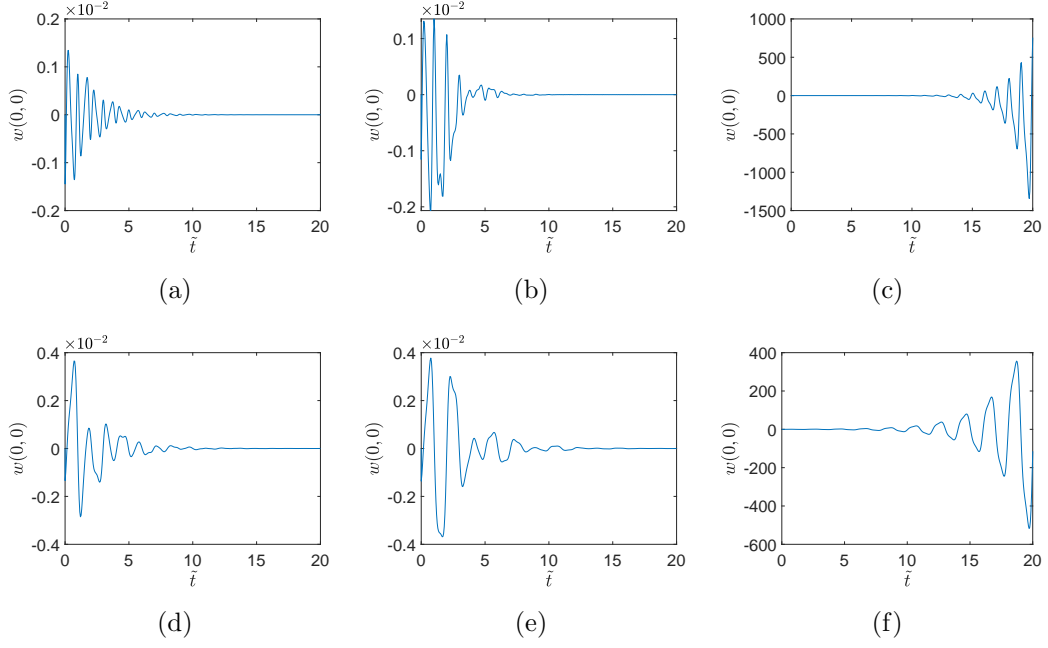 ×10⁻² ×10⁻²
0.2 0.1 0 -0.1 -0.2
w(0, 0)
0 5 10 15 20
t̃
(a)
0.1 0 -0.1 -0.2
w(0, 0)
0 5 10 15 20
t̃
(b)
1000 500 0 -500 -1000 -1500
w(0, 0)
0 5 10 15 20
t̃
(c)
×10⁻² ×10⁻²
0.4 0.2 0 -0.2 -0.4
w(0, 0)
0 5 10 15 20
t̃
(d)
0.4 0.2 0 -0.2 -0.4
w(0, 0)
0 5 10 15 20
t̃
(e)
400 200 0 -200 -400 -600
w(0, 0)
0 5 10 15 20
t̃
(f)